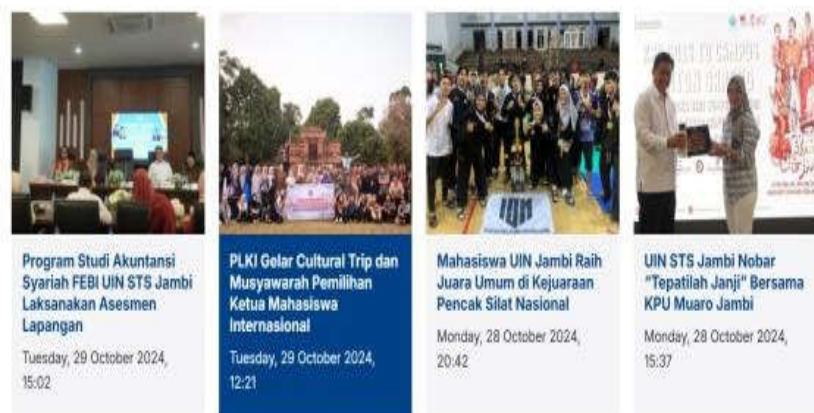 Program Studi Akuntansi
Syariah FEBI UIN STS Jambi
Laksanakan Asesmen
Lapangan
Tuesday, 29 October 2024,
15:02
PLKI Gelar Cultural Trip dan
Musyawarah Pemilihan
Ketua Mahasiswa
Internasional
Tuesday, 29 October 2024,
12:21
Mahasiswa UIN Jambi Raih
Juara Umum di Kejuaraan
Pencak Silat Nasional
Monday, 28 October 2024,
20:42
UIN STS Jambi Nobar
"Tepatilah Janji" Bersama
KPU Muaro Jambi
Monday, 28 October 2024,
15:37